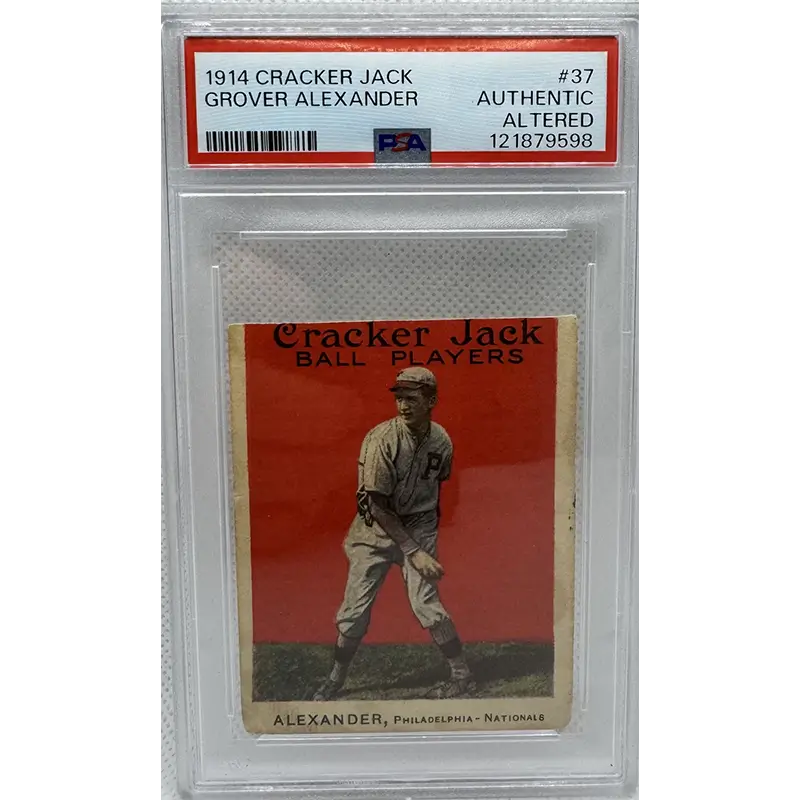 1914 CRACKER JACK #37
GROVER ALEXANDER AUTHENTIC
ALTERED
PSA 121879598
Cracker Jack
BALL PLAYERS
P
ALEXANDER, PHILADELPHIA - NATIONALS